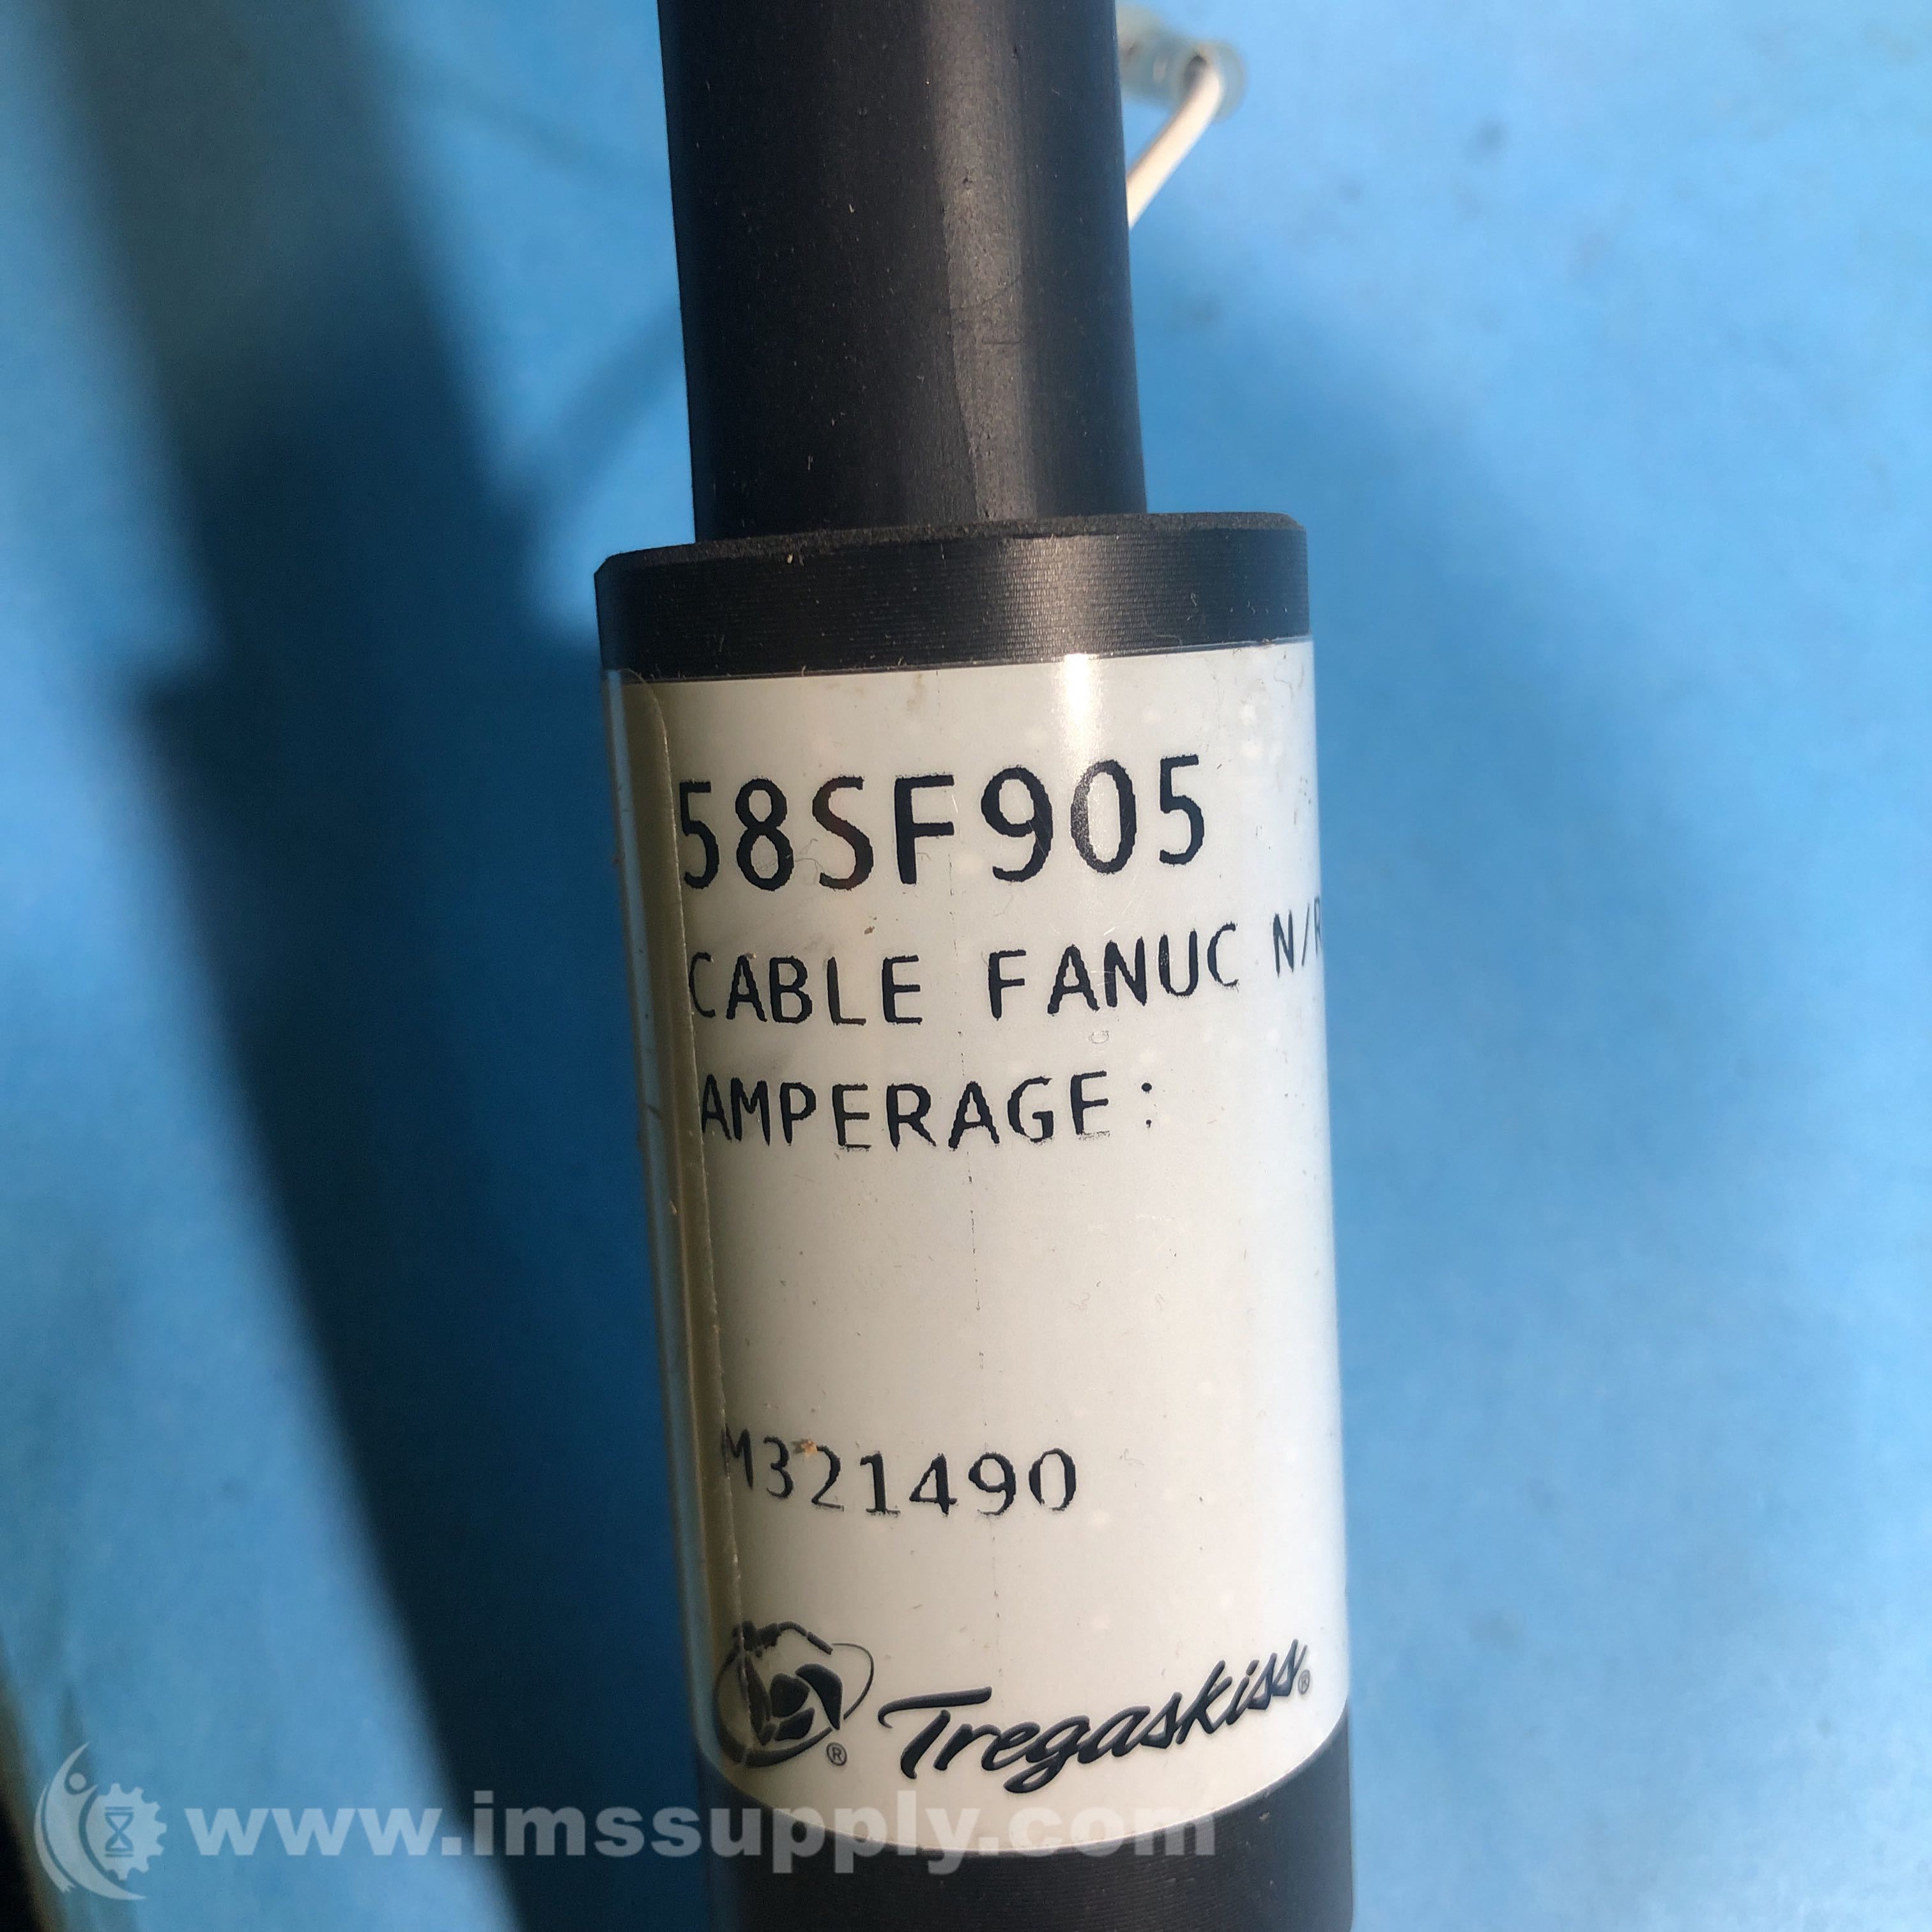 58SF905
CABLE FANUC N/R
AMPERAGE:
M321490
Tregaskiss®
®
www.imssupply.com